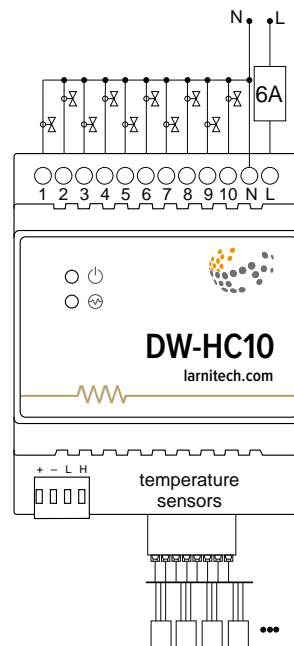 N L
6A
1 2 3 4 5 6 7 8 9 10 N L
DW-HC10
larnitech.com
+ – L H
temperature
sensors